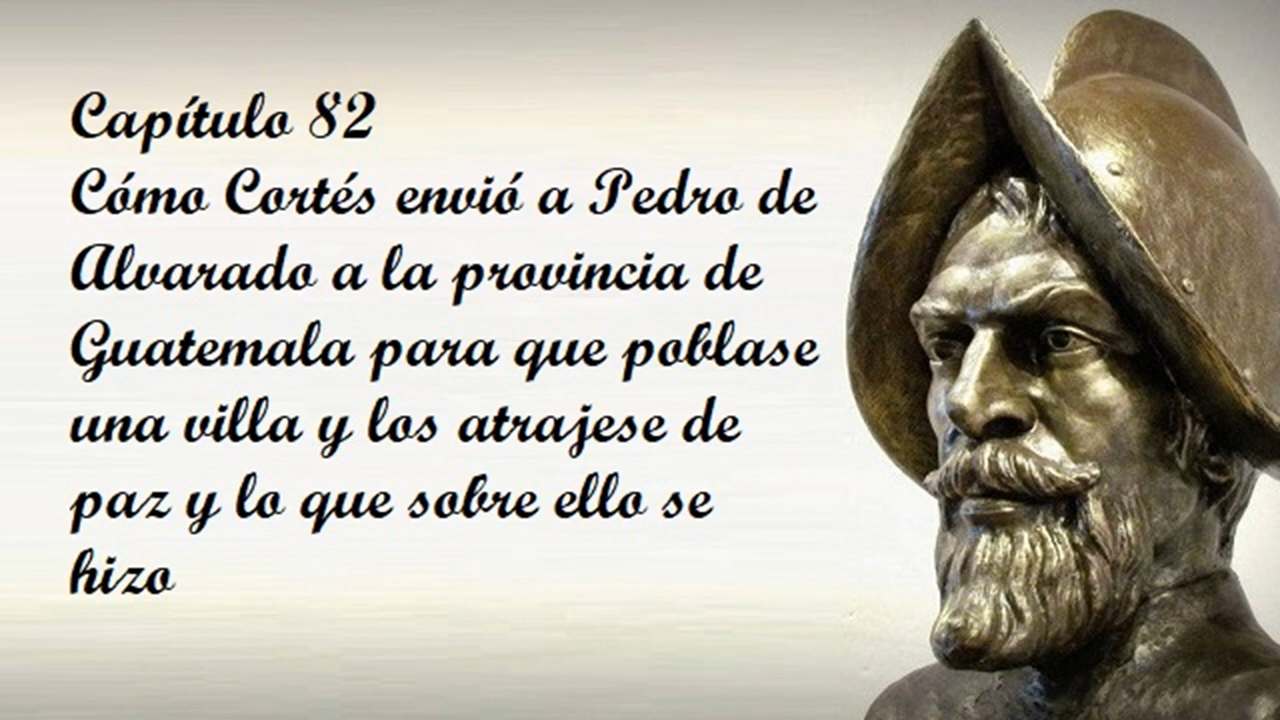 Capítulo 82
Cómo Cortés envió a Pedro de
Alvarado a la provincia de
Guatemala para que poblase
una villa y los atrajese de
paz y lo que sobre ello se
hizo